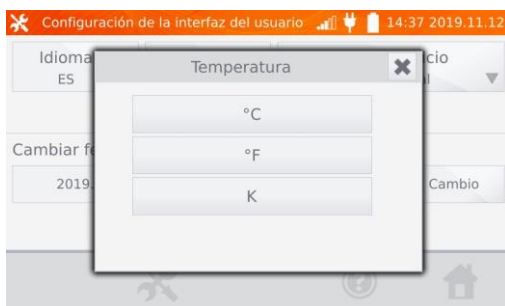 Configuración de la interfaz del usuario 14:37 2019.11.12
Idioma
ES
Temperatura
°C
°F
K
Cambiar
2019.
Cambio